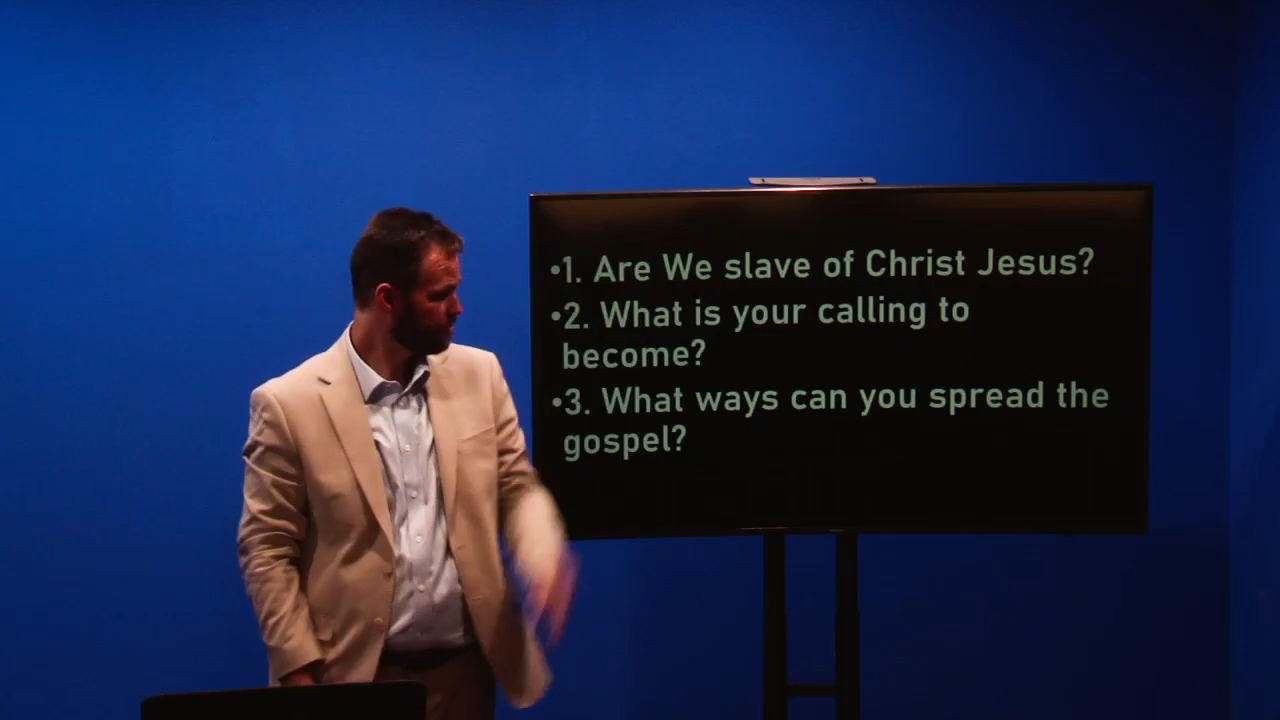 •1. Are We slave of Christ Jesus?
•2. What is your calling to
become?
•3. What ways can you spread the
gospel?